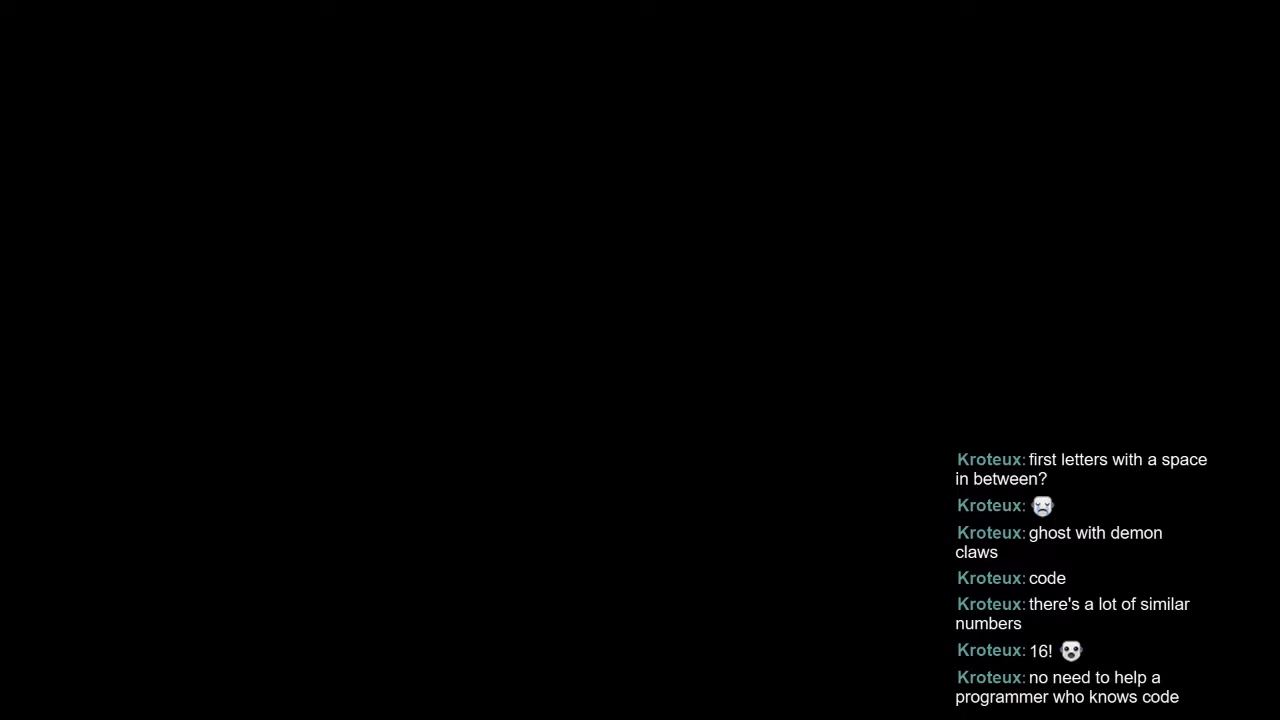 Kroteux: first letters with a space
in between?
Kroteux:
Kroteux: ghost with demon
claws
Kroteux: code
Kroteux: there's a lot of similar
numbers
Kroteux: 16!
Kroteux: no need to help a
programmer who knows code